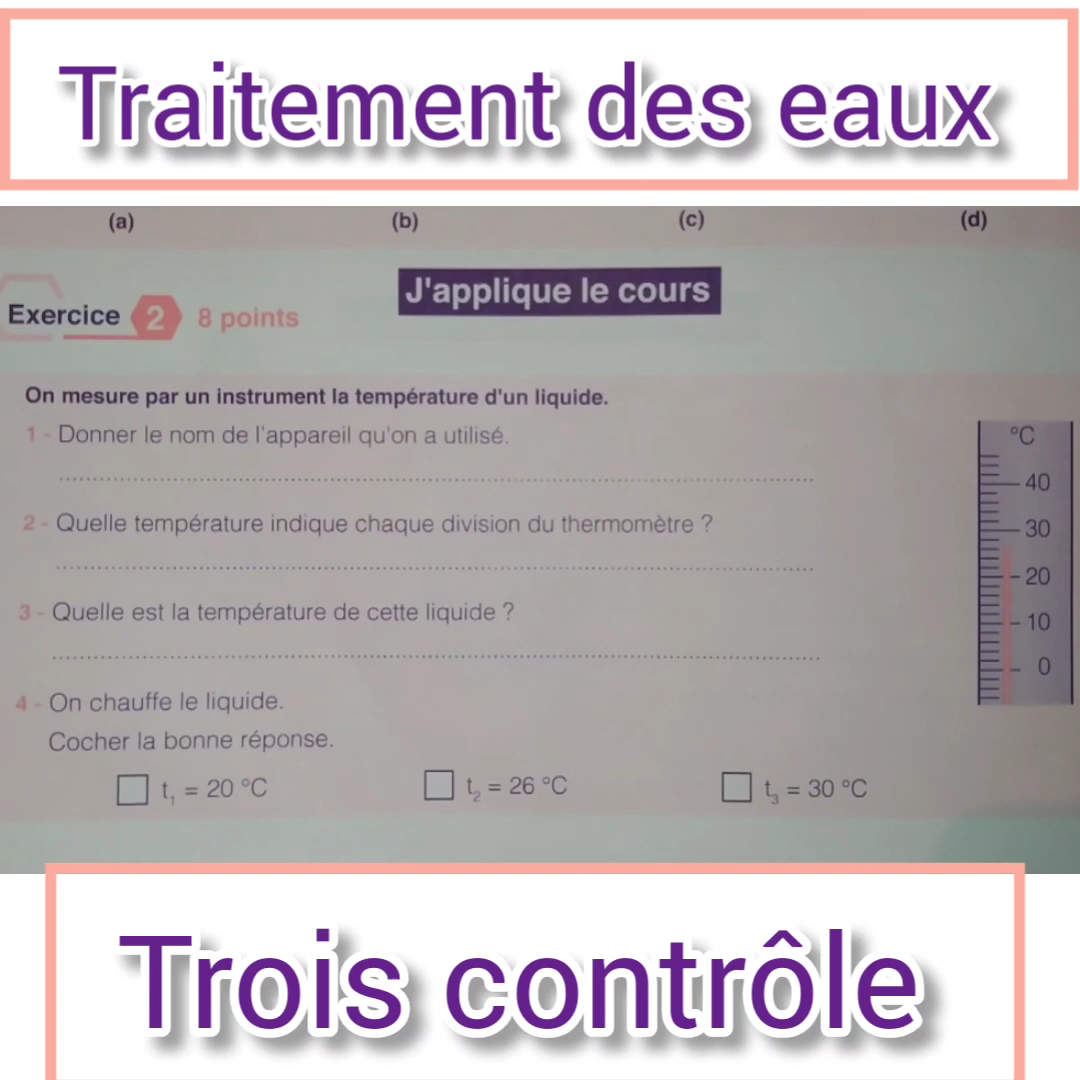 Traitement des eaux
(a) (b) (c) (d)
J'applique le cours
Exercice 2 8 points
On mesure par un instrument la température d'un liquide.
1 - Donner le nom de l'appareil qu'on a utilisé.
2 - Quelle température indique chaque division du thermomètre ?
3 - Quelle est la température de cette liquide ?
4 - On chauffe le liquide.
Cocher la bonne réponse.
t₁ = 20 °C t₂ = 26 °C t₃ = 30 °C
°C
40
30
20
10
0
Trois contrôle